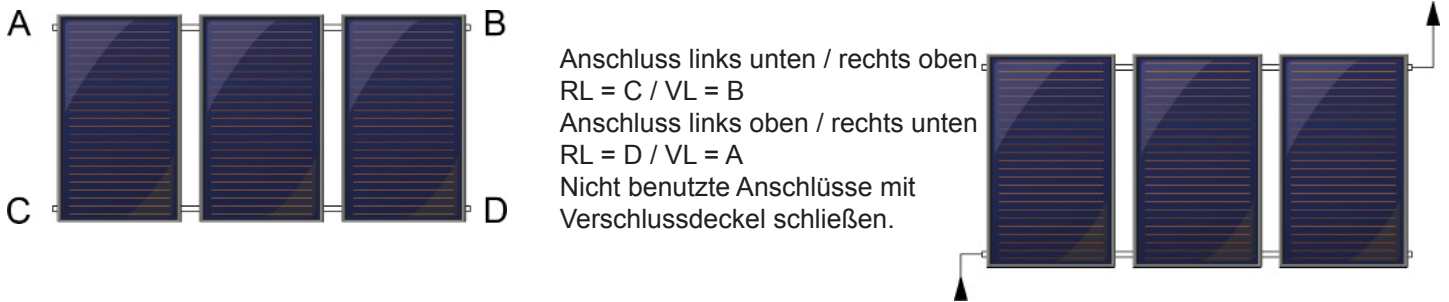 A
B
C
D
Anschluss links unten / rechts oben
RL = C / VL = B
Anschluss links oben / rechts unten
RL = D / VL = A
Nicht benutzte Anschlüsse mit
Verschlussdeckel schließen.